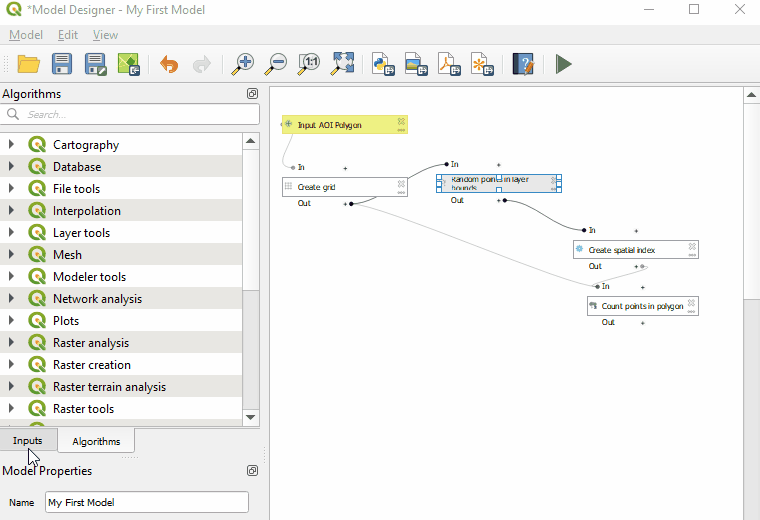 *Model Designer - My First Model
Model Edit View
Algorithms
Search...
Cartography
Database
File tools
Interpolation
Layer tools
Mesh
Modeler tools
Network analysis
Plots
Raster analysis
Raster creation
Raster terrain analysis
Raster tools
Inputs Algorithms
Model Properties
Name My First Model
1:1
Input AOI Polygon
In +
Create grid
Out +
In +
Random point in layer
bounds
Out +
In +
Create spatial index
Out +
In +
Count points in polygon
Out +